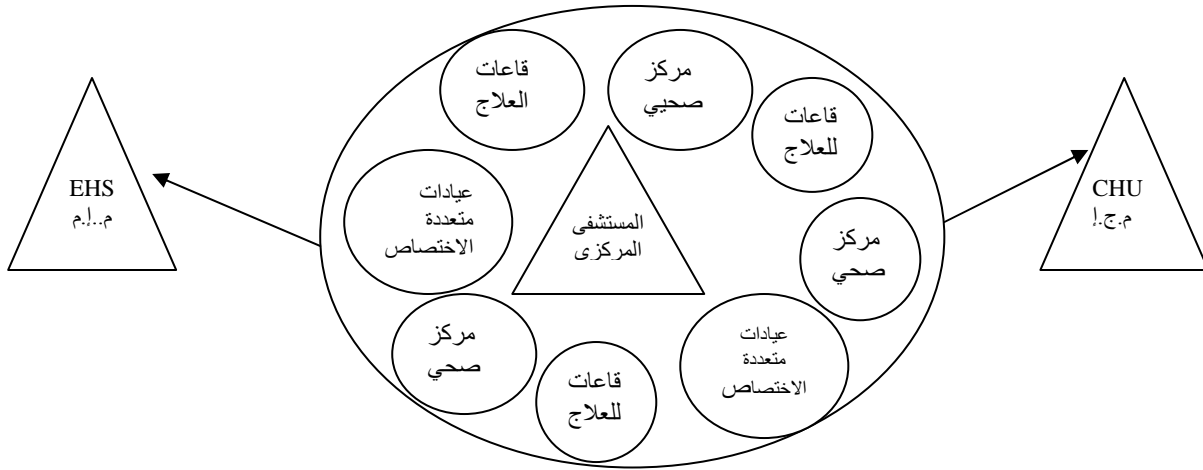 قاعات
العلاج
مركز
صحيي
قاعات
للعلاج
EHS
م..إ.م
عيادات
متعددة
الاختصاص
المستشفى
المركزي
CHU
م.ج.إ
مركز
صحي
مركز
صحي
قاعات
للعلاج
عيادات
متعددة
الاختصاص